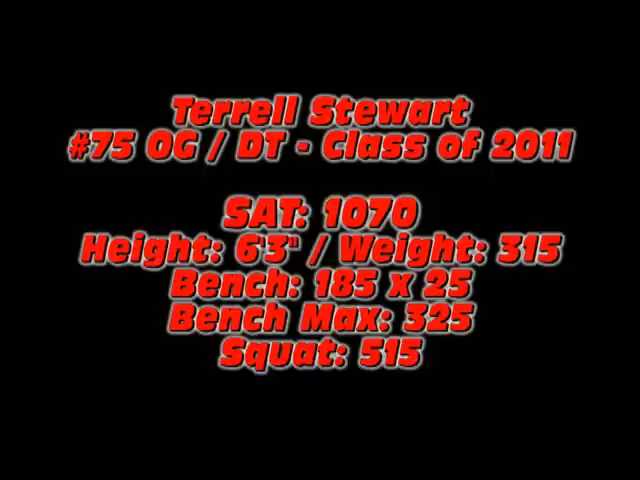 Terrell Stewart
#75 OG / DT - Class of 2011
SAT: 1070
Height: 6'3" / Weight: 315
Bench: 185 x 25
Bench Max: 325
Squat: 515